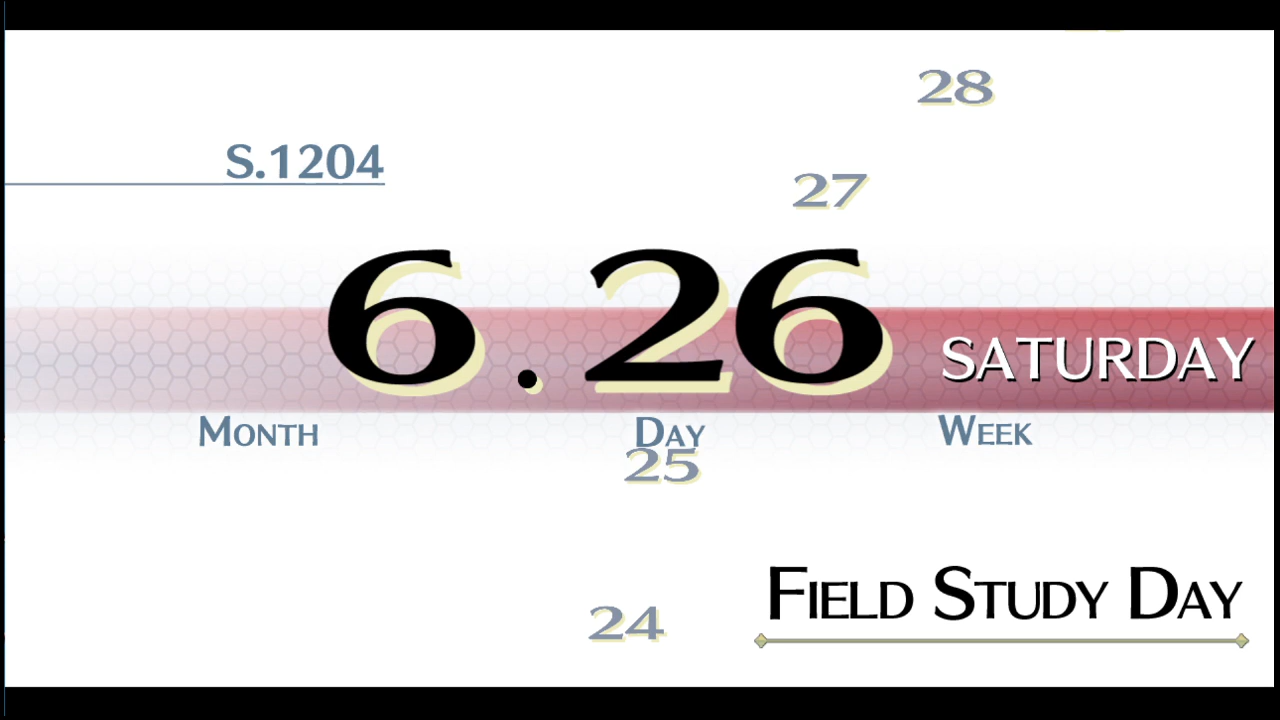 28
S.1204
27
6.26 SATURDAY
MONTH DAY WEEK
25
FIELD STUDY DAY
24